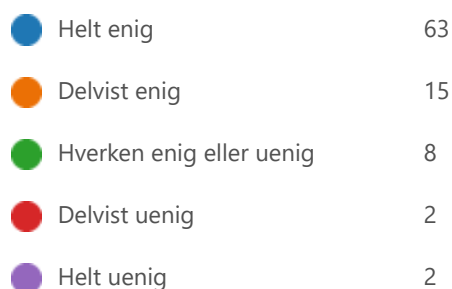 Helt enig 63
Delvist enig 15
Hverken enig eller uenig 8
Delvist uenig 2
Helt uenig 2